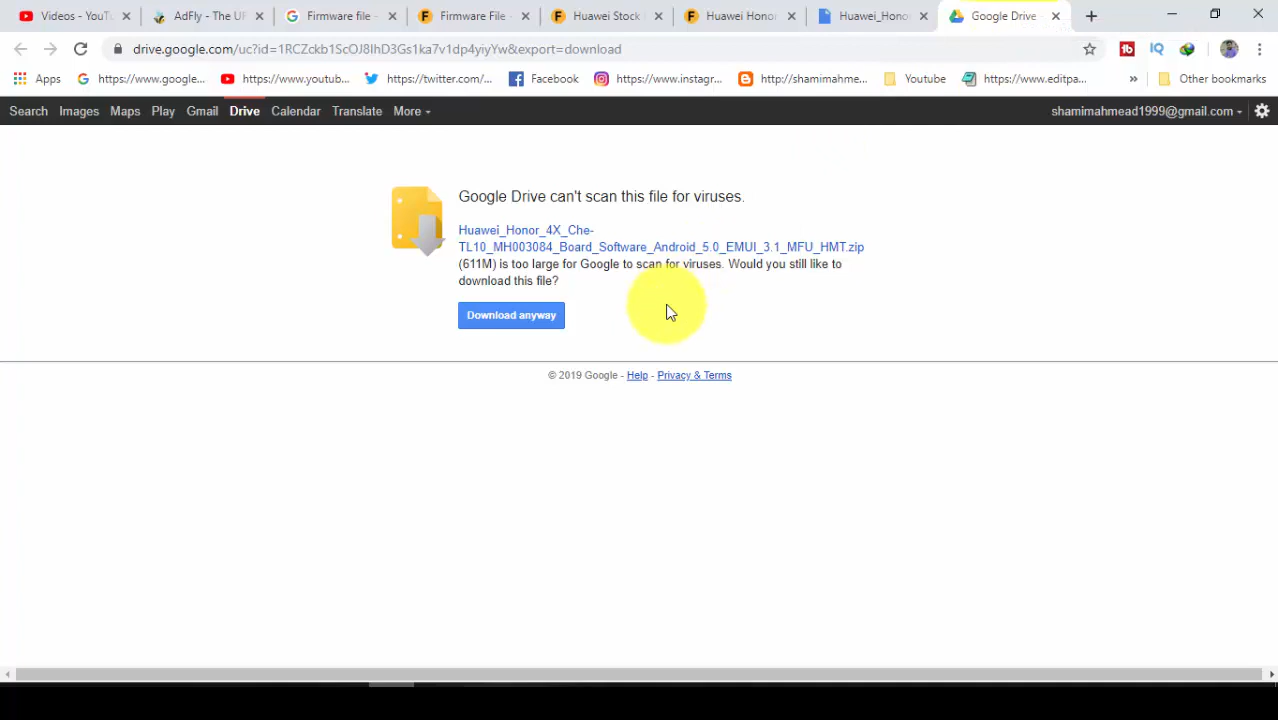 Videos - YouTu
AdFly - The UR
Firmware file -
Firmware File -
Huawei Stock
Huawei Honor
Huawei_Hono
Google Drive -
drive.google.com/uc?id=1RCZckb1ScOJ8IhD3Gs1ka7v1dp4yiyYw&export=download
Apps
https://www.google...
https://www.youtub...
https://twitter.com/...
Facebook
https://www.instagr...
http://shamimahme...
Youtube
https://www.editpa...
»
Other bookmarks
Search Images Maps Play Gmail Drive Calendar Translate More
shamimahmead1999@gmail.com
Google Drive can't scan this file for viruses.
Huawei_Honor_4X_Che-
TL10_MH003084_Board_Software_Android_5.0_EMUI_3.1_MFU_HMT.zip
(611M) is too large for Google to scan for viruses. Would you still like to
download this file?
Download anyway
© 2019 Google - Help - Privacy & Terms